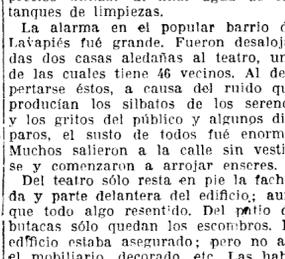 tanques de limpiezas.
La alarma en el popular barrio d
Lavapiés fué grande. Fueron desaloja
das dos casas aledañas al teatro, un
de las cuales tiene 46 vecinos. Al de
pertarse éstos, a causa del ruido qu
producían los silbatos de los seren
y los gritos del público y algunos di
paros, el susto de todos fué enorm
Muchos salieron a la calle sin vesti
se y comenzaron a arrojar enseres.
Del teatro sólo resta en pie la fach
da y parte delantera del edificio; au
que todo algo resentido. Del patio d
butacas sólo quedan los escombros.
edificio estaba asegurado; pero no a
el mobiliario, decorado, etc. Las hab